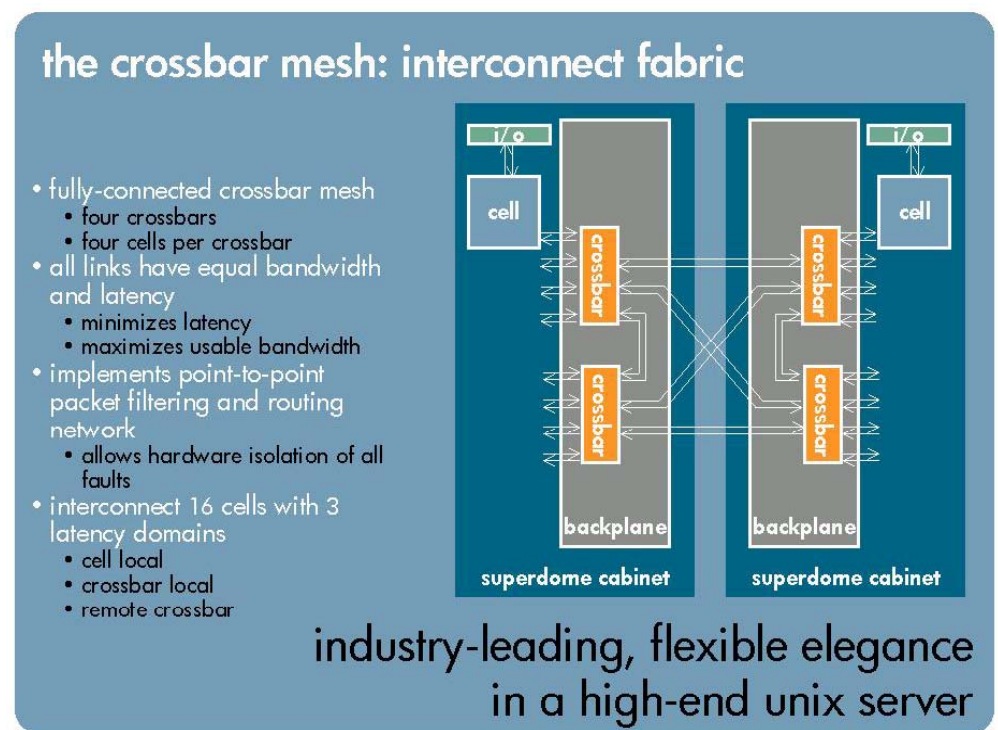 the crossbar mesh: interconnect fabric
• fully-connected crossbar mesh
• four crossbars
• four cells per crossbar
• all links have equal bandwidth
and latency
• minimizes latency
• maximizes usable bandwidth
• implements point-to-point
packet filtering and routing
network
• allows hardware isolation of all
faults
• interconnect 16 cells with 3
latency domains
• cell local
• crossbar local
• remote crossbar
i/o
cell
crossbar
crossbar
backplane
superdome cabinet
i/o
cell
crossbar
crossbar
backplane
superdome cabinet
industry-leading, flexible elegance
in a high-end unix server